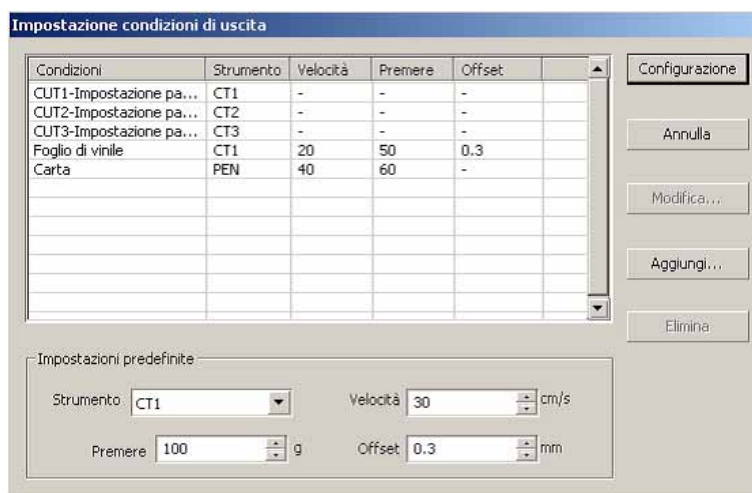 Impostazione condizioni di uscita
Condizioni Strumento Velocità Premere Offset
CUT1-Impostazione pa... CT1 - - -
CUT2-Impostazione pa... CT2 - - -
CUT3-Impostazione pa... CT3 - - -
Foglio di vinile CT1 20 50 0.3
Carta PEN 40 60 -
Configurazione
Annulla
Modifica...
Aggiungi...
Elimina
Impostazioni predefinite
Strumento CT1 Velocità 30 cm/s
Premere 100 g Offset 0.3 mm